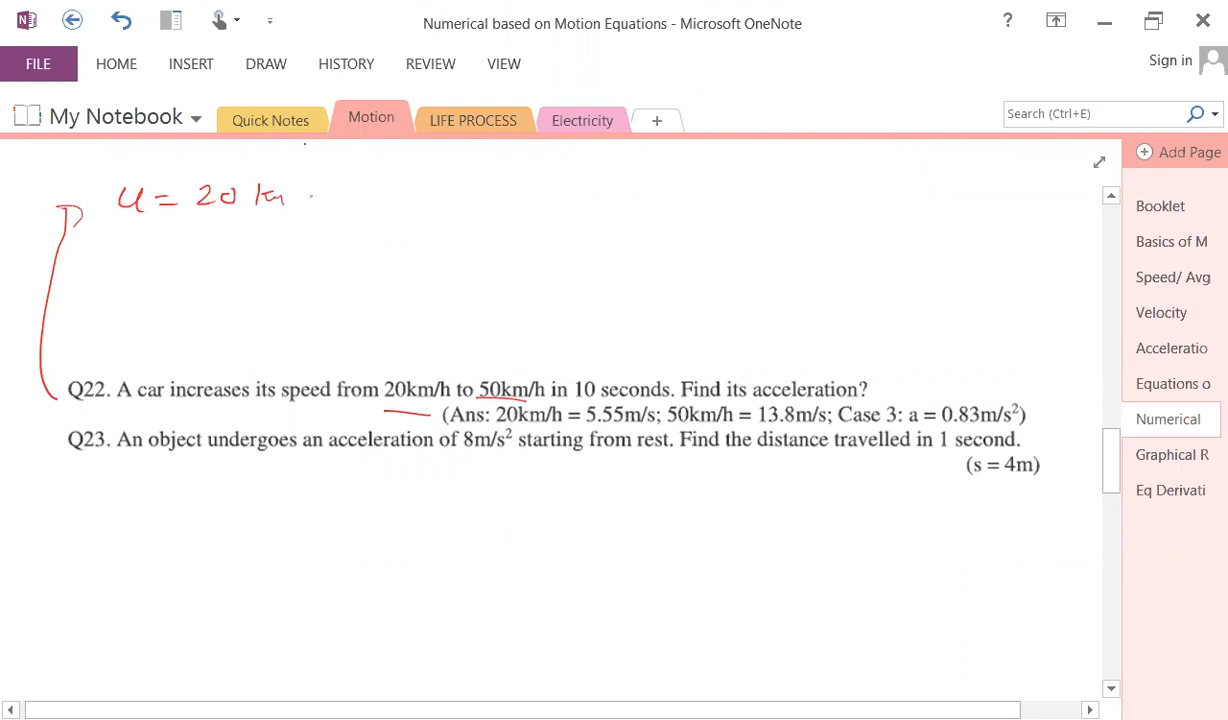 Numerical based on Motion Equations - Microsoft OneNote
FILE HOME INSERT DRAW HISTORY REVIEW VIEW Sign in
My Notebook Quick Notes Motion LIFE PROCESS Electricity + Search (Ctrl+E)
Add Page
u = 20 km
Booklet
Basics of M
Speed/ Avg
Velocity
Acceleratio
Equations o
Numerical
Graphical R
Eq Derivati
Q22. A car increases its speed from 20km/h to 50km/h in 10 seconds. Find its acceleration?
(Ans: 20km/h = 5.55m/s; 50km/h = 13.8m/s; Case 3: a = 0.83m/s²)
Q23. An object undergoes an acceleration of 8m/s² starting from rest. Find the distance travelled in 1 second.
(s = 4m)